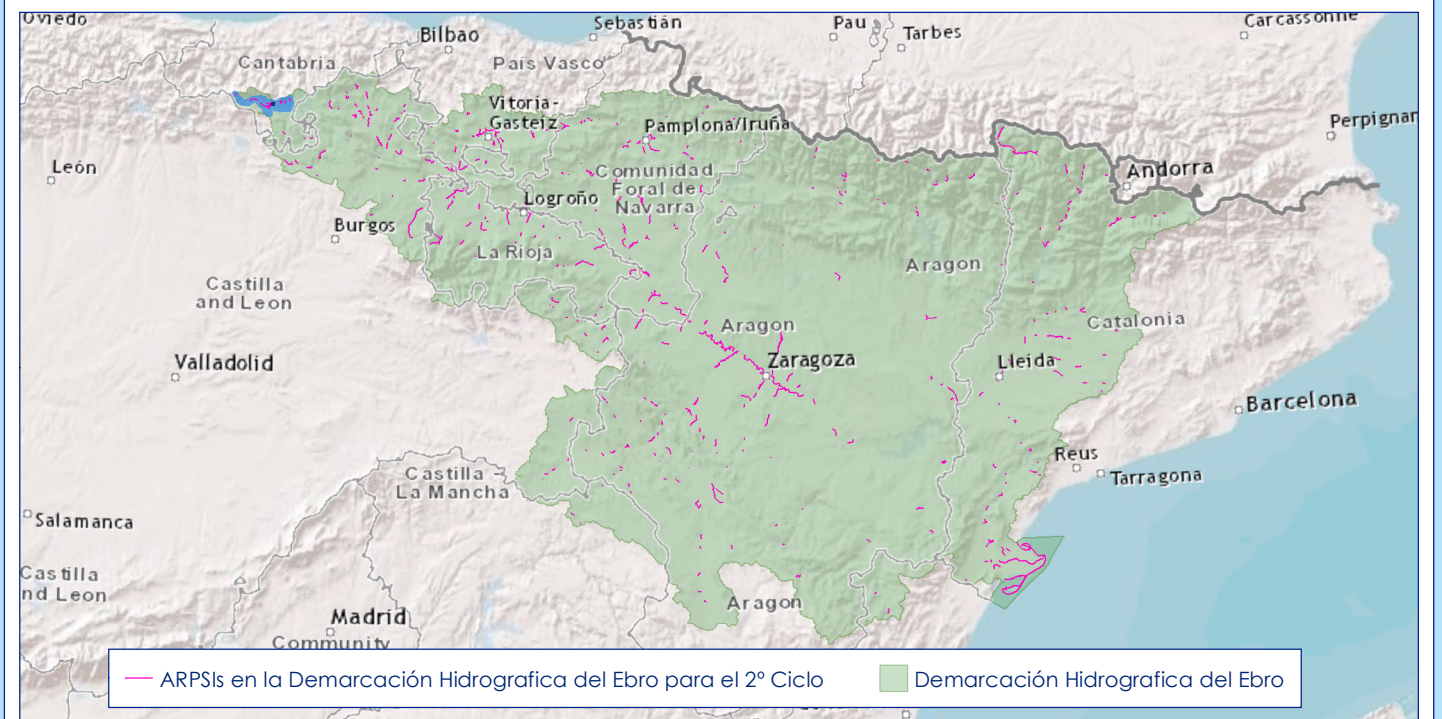 Oviedo
Sebastián
Pau
Tarbes
Carcassonne
Bilbao
Cantabria
País Vasco
Vitoria-
Gasteiz
Pamplona/Iruña
Perpignan
León
Andorra
Comunidad
Foral de
Navarra
Logroño
Burgos
La Rioja
Aragon
Castilla
and Leon
Aragon
Catalonia
Valladolid
Zaragoza
Lleida
Barcelona
Castilla -
La Mancha
Reus
Tarragona
Salamanca
Castilla
nd Leon
Aragon
Madrid
Community
ARPSIs en la Demarcación Hidrografica del Ebro para el 2º Ciclo
Demarcación Hidrografica del Ebro